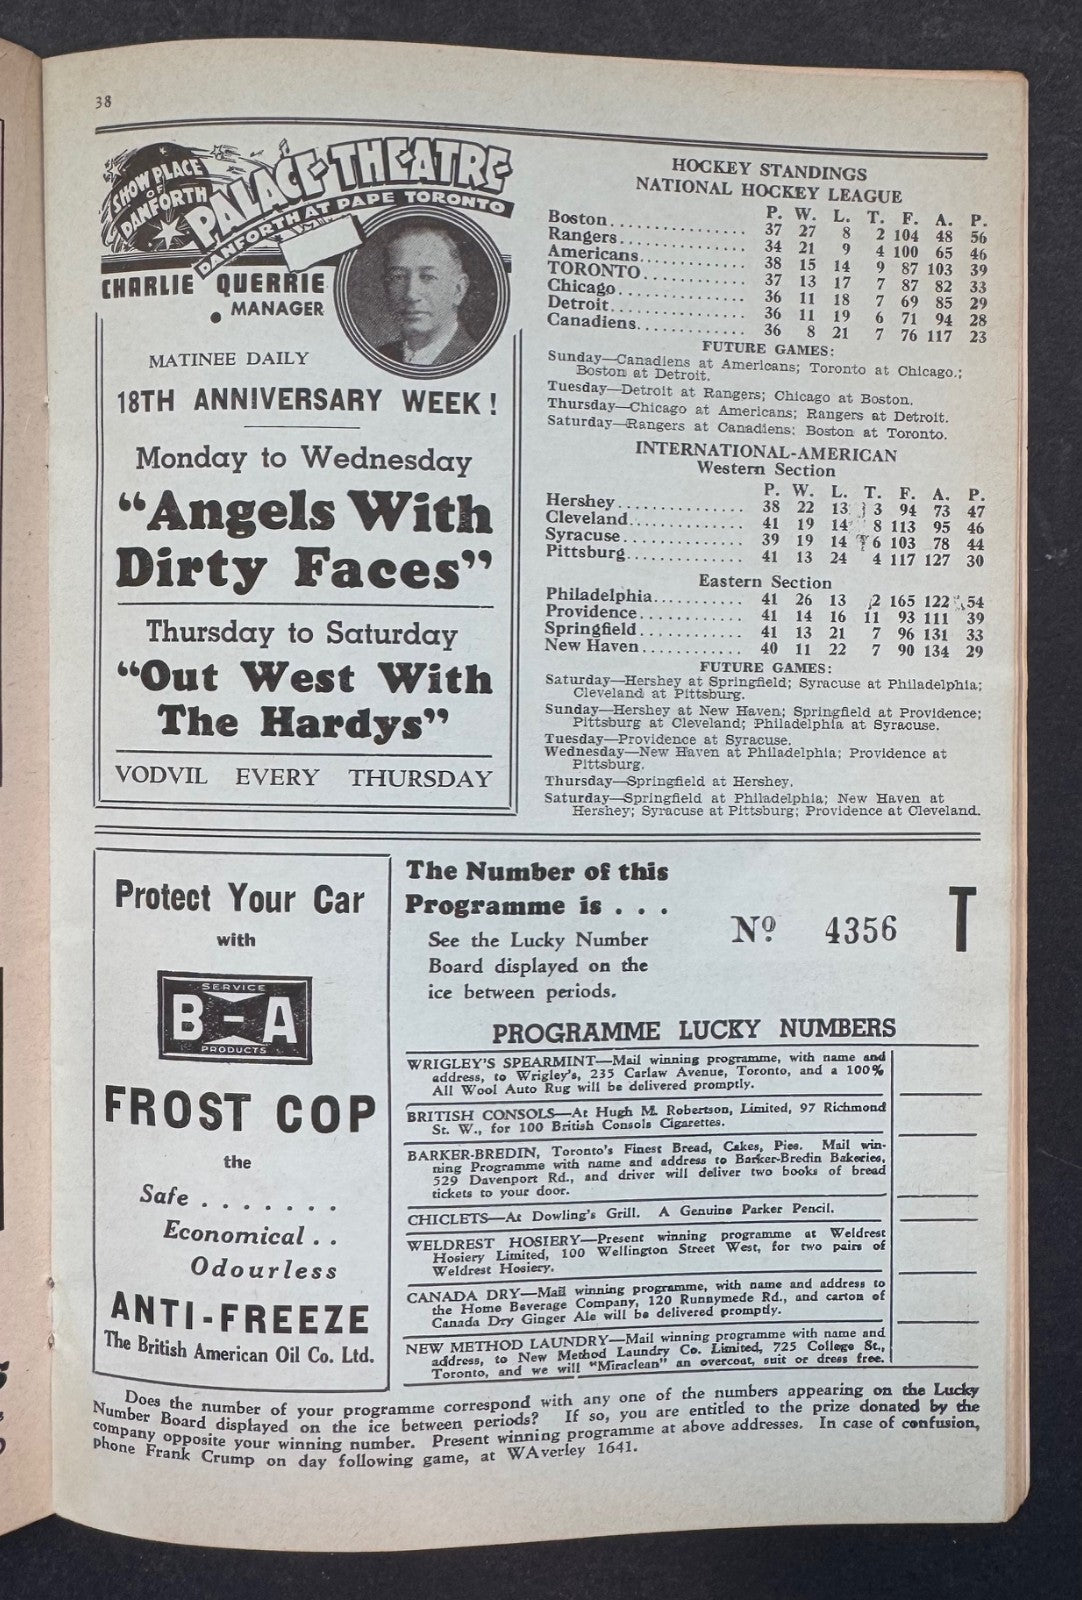 38
SHOW PLACE
OF
DANFORTH
PALACE THEATRE
DANFORTH AT PAPE TORONTO
CHARLIE QUERRIE
MANAGER
MATINEE DAILY
18TH ANNIVERSARY WEEK!
Monday to Wednesday
“Angels With
Dirty Faces”
Thursday to Saturday
“Out West With
The Hardys”
VODVIL EVERY THURSDAY
HOCKEY STANDINGS
NATIONAL HOCKEY LEAGUE
P. W. L. T. F. A. P.
Boston................ 37 27 8 2 104 48 56
Rangers............... 34 21 9 4 100 65 46
Americans............. 38 15 14 9 87 103 39
TORONTO............. 37 13 17 7 87 82 33
Chicago............... 36 11 18 7 69 85 29
Detroit............... 36 11 19 6 71 94 28
Canadiens............. 36 8 21 7 76 117 23
FUTURE GAMES:
Sunday—Canadiens at Americans; Toronto at Chicago.;
Boston at Detroit.
Tuesday—Detroit at Rangers; Chicago at Boston.
Thursday—Chicago at Americans; Rangers at Detroit.
Saturday—Rangers at Canadiens; Boston at Toronto.
INTERNATIONAL-AMERICAN
Western Section
P. W. L. T. F. A. P.
Hershey............... 38 22 13 3 94 73 47
Cleveland............. 41 19 14 8 113 95 46
Syracuse.............. 39 19 14 6 103 78 44
Pittsburg............. 41 13 24 4 117 127 30
Eastern Section
Philadelphia........... 41 26 13 2 165 122 54
Providence............ 41 14 16 11 93 111 39
Springfield............ 41 13 21 7 96 131 33
New Haven........... 40 11 22 7 90 134 29
FUTURE GAMES:
Saturday—Hershey at Springfield; Syracuse at Philadelphia;
Cleveland at Pittsburg.
Sunday—Hershey at New Haven; Springfield at Providence;
Pittsburg at Cleveland; Philadelphia at Syracuse.
Tuesday—Providence at Syracuse.
Wednesday—New Haven at Philadelphia; Providence at
Pittsburg.
Thursday—Springfield at Hershey.
Saturday—Springfield at Philadelphia; New Haven at
Hershey; Syracuse at Pittsburg; Providence at Cleveland.
Protect Your Car
with
SERVICE
B-A
PRODUCTS
FROST COP
the
Safe . . . . . . .
Economical . .
Odourless
ANTI-FREEZE
The British American Oil Co. Ltd.
The Number of this
Programme is . . .
See the Lucky Number
Board displayed on the
ice between periods.
Nº 4356
T
PROGRAMME LUCKY NUMBERS
WRIGLEY'S SPEARMINT—Mail winning programme, with name and
address, to Wrigley's, 235 Carlaw Avenue, Toronto, and a 100%
All Wool Auto Rug will be delivered promptly.
BRITISH CONSOLS—At Hugh M. Robertson, Limited, 97 Richmond
St. W., for 100 British Consols Cigarettes.
BARKER-BREDIN, Toronto's Finest Bread, Cakes, Pies. Mail win-
ning Programme with name and address to Barker-Bredin Bakeries,
529 Davenport Rd., and driver will deliver two books of bread
tickets to your door.
CHICLETS—At Dowling's Grill. A Genuine Parker Pencil.
WELDREST HOSIERY—Present winning programme at Weldrest
Hosiery Limited, 100 Wellington Street West, for two pairs of
Weldrest Hosiery.
CANADA DRY—Mail winning programme, with name and address to
the Home Beverage Company, 120 Runnymede Rd., and carton of
Canada Dry Ginger Ale will be delivered promptly.
NEW METHOD LAUNDRY—Mail winning programme with name and
address, to New Method Laundry Co. Limited, 725 College St.,
Toronto, and we will "Miraclean" an overcoat, suit or dress free.
Does the number of your programme correspond with any one of the numbers appearing on the Lucky
Number Board displayed on the ice between periods? If so, you are entitled to the prize donated by the
company opposite your winning number. Present winning programme at above addresses. In case of confusion,
phone Frank Crump on day following game, at WAverley 1641.